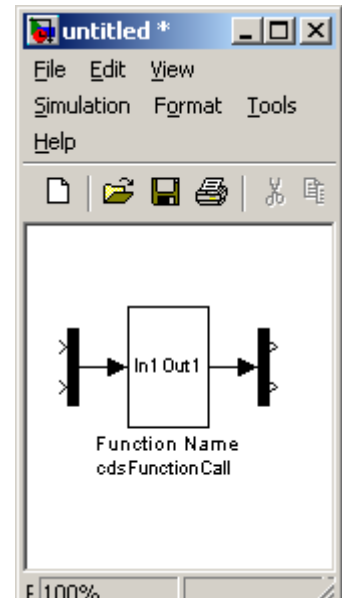 untitled *
File Edit View
Simulation Format Tools
Help
In1 Out1
Function Name
cdsFunctionCall
100%